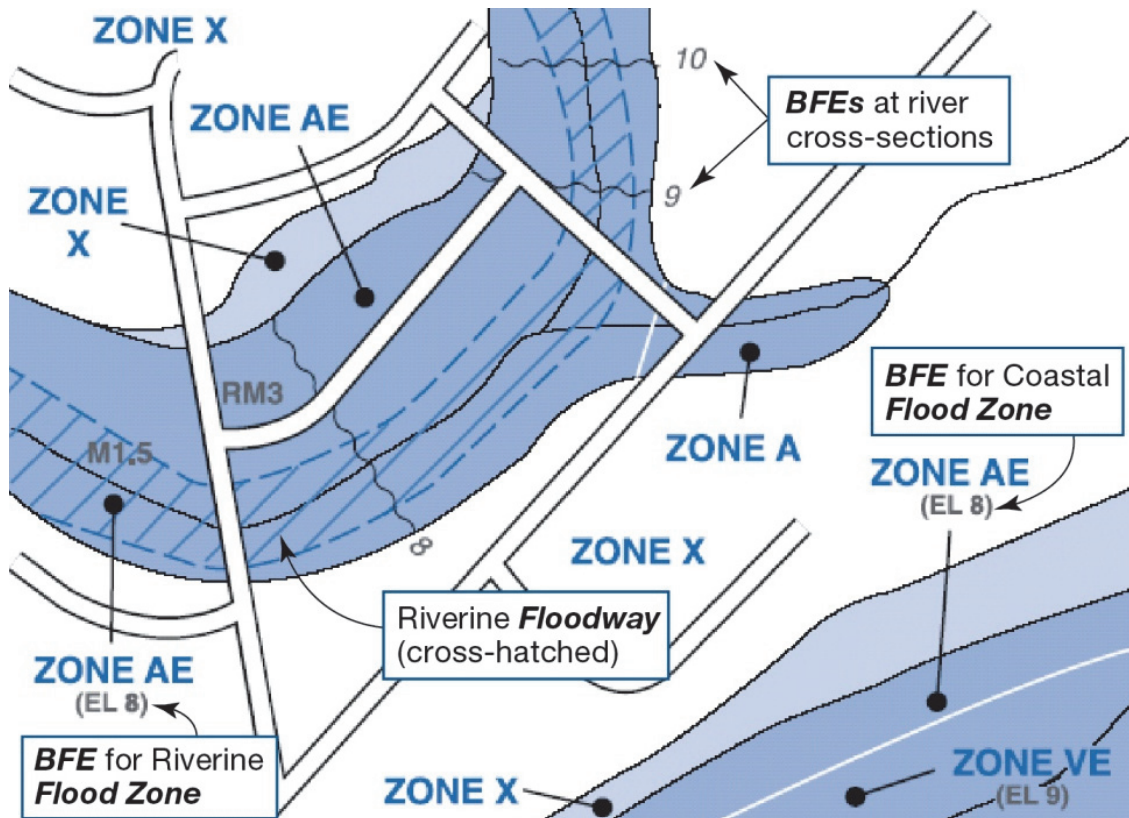 ZONE X
10
BFEs at river
cross-sections
ZONE AE
9
ZONE
X
RM3
BFE for Coastal
Flood Zone
M1.5
ZONE A
ZONE AE
(EL 8)
8
ZONE X
Riverine Floodway
(cross-hatched)
ZONE AE
(EL 8)
BFE for Riverine
Flood Zone
ZONE X
ZONE VE
(EL 9)